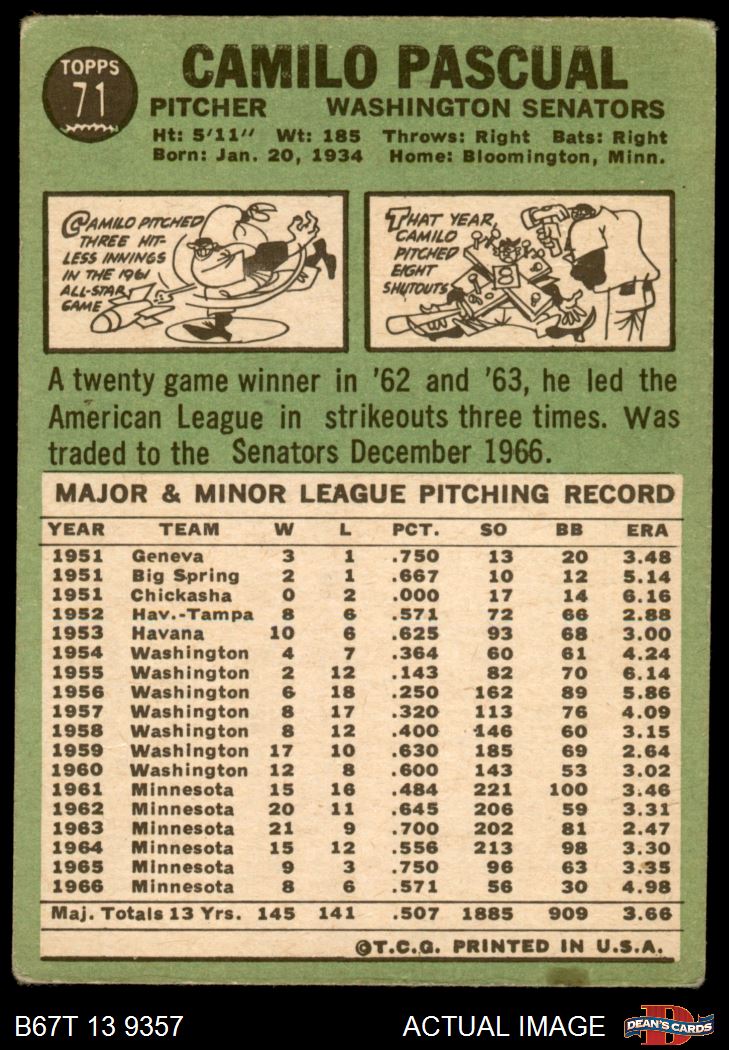 TOPPS
71
CAMILO PASCUAL
PITCHER WASHINGTON SENATORS
Ht: 5'11" Wt: 185 Throws: Right Bats: Right
Born: Jan. 20, 1934 Home: Bloomington, Minn.
CAMILO PITCHED
THREE HIT-
LESS INNINGS
IN THE 1961
ALL-STAR
GAME
THAT YEAR,
CAMILO
PITCHED
EIGHT
SHUTOUTS
A twenty game winner in '62 and '63, he led the
American League in strikeouts three times. Was
traded to the Senators December 1966.
MAJOR & MINOR LEAGUE PITCHING RECORD
YEAR TEAM W L PCT. SO BB ERA
1951 Geneva 3 1 .750 13 20 3.48
1951 Big Spring 2 1 .667 10 12 5.14
1951 Chickasha 0 2 .000 17 14 6.16
1952 Hav.-Tampa 8 6 .571 72 66 2.88
1953 Havana 10 6 .625 93 68 3.00
1954 Washington 4 7 .364 60 61 4.24
1955 Washington 2 12 .143 82 70 6.14
1956 Washington 6 18 .250 162 89 5.86
1957 Washington 8 17 .320 113 76 4.09
1958 Washington 8 12 .400 146 60 3.15
1959 Washington 17 10 .630 185 69 2.64
1960 Washington 12 8 .600 143 53 3.02
1961 Minnesota 15 16 .484 221 100 3.46
1962 Minnesota 20 11 .645 206 59 3.31
1963 Minnesota 21 9 .700 202 81 2.47
1964 Minnesota 15 12 .556 213 98 3.30
1965 Minnesota 9 3 .750 96 63 3.35
1966 Minnesota 8 6 .571 56 30 4.98
Maj. Totals 13 Yrs. 145 141 .507 1885 909 3.66
©T.C.G. PRINTED IN U.S.A.
B67T 13 9357 ACTUAL IMAGE
D
DEAN'S CARDS